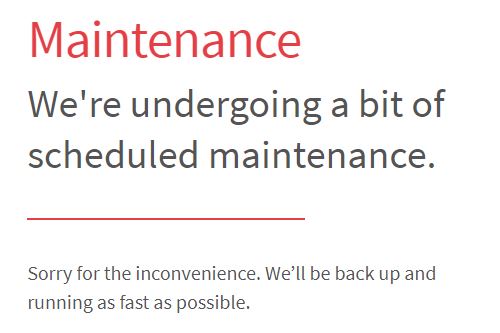 Maintenance
We're undergoing a bit of
scheduled maintenance.
Sorry for the inconvenience. We’ll be back up and
running as fast as possible.